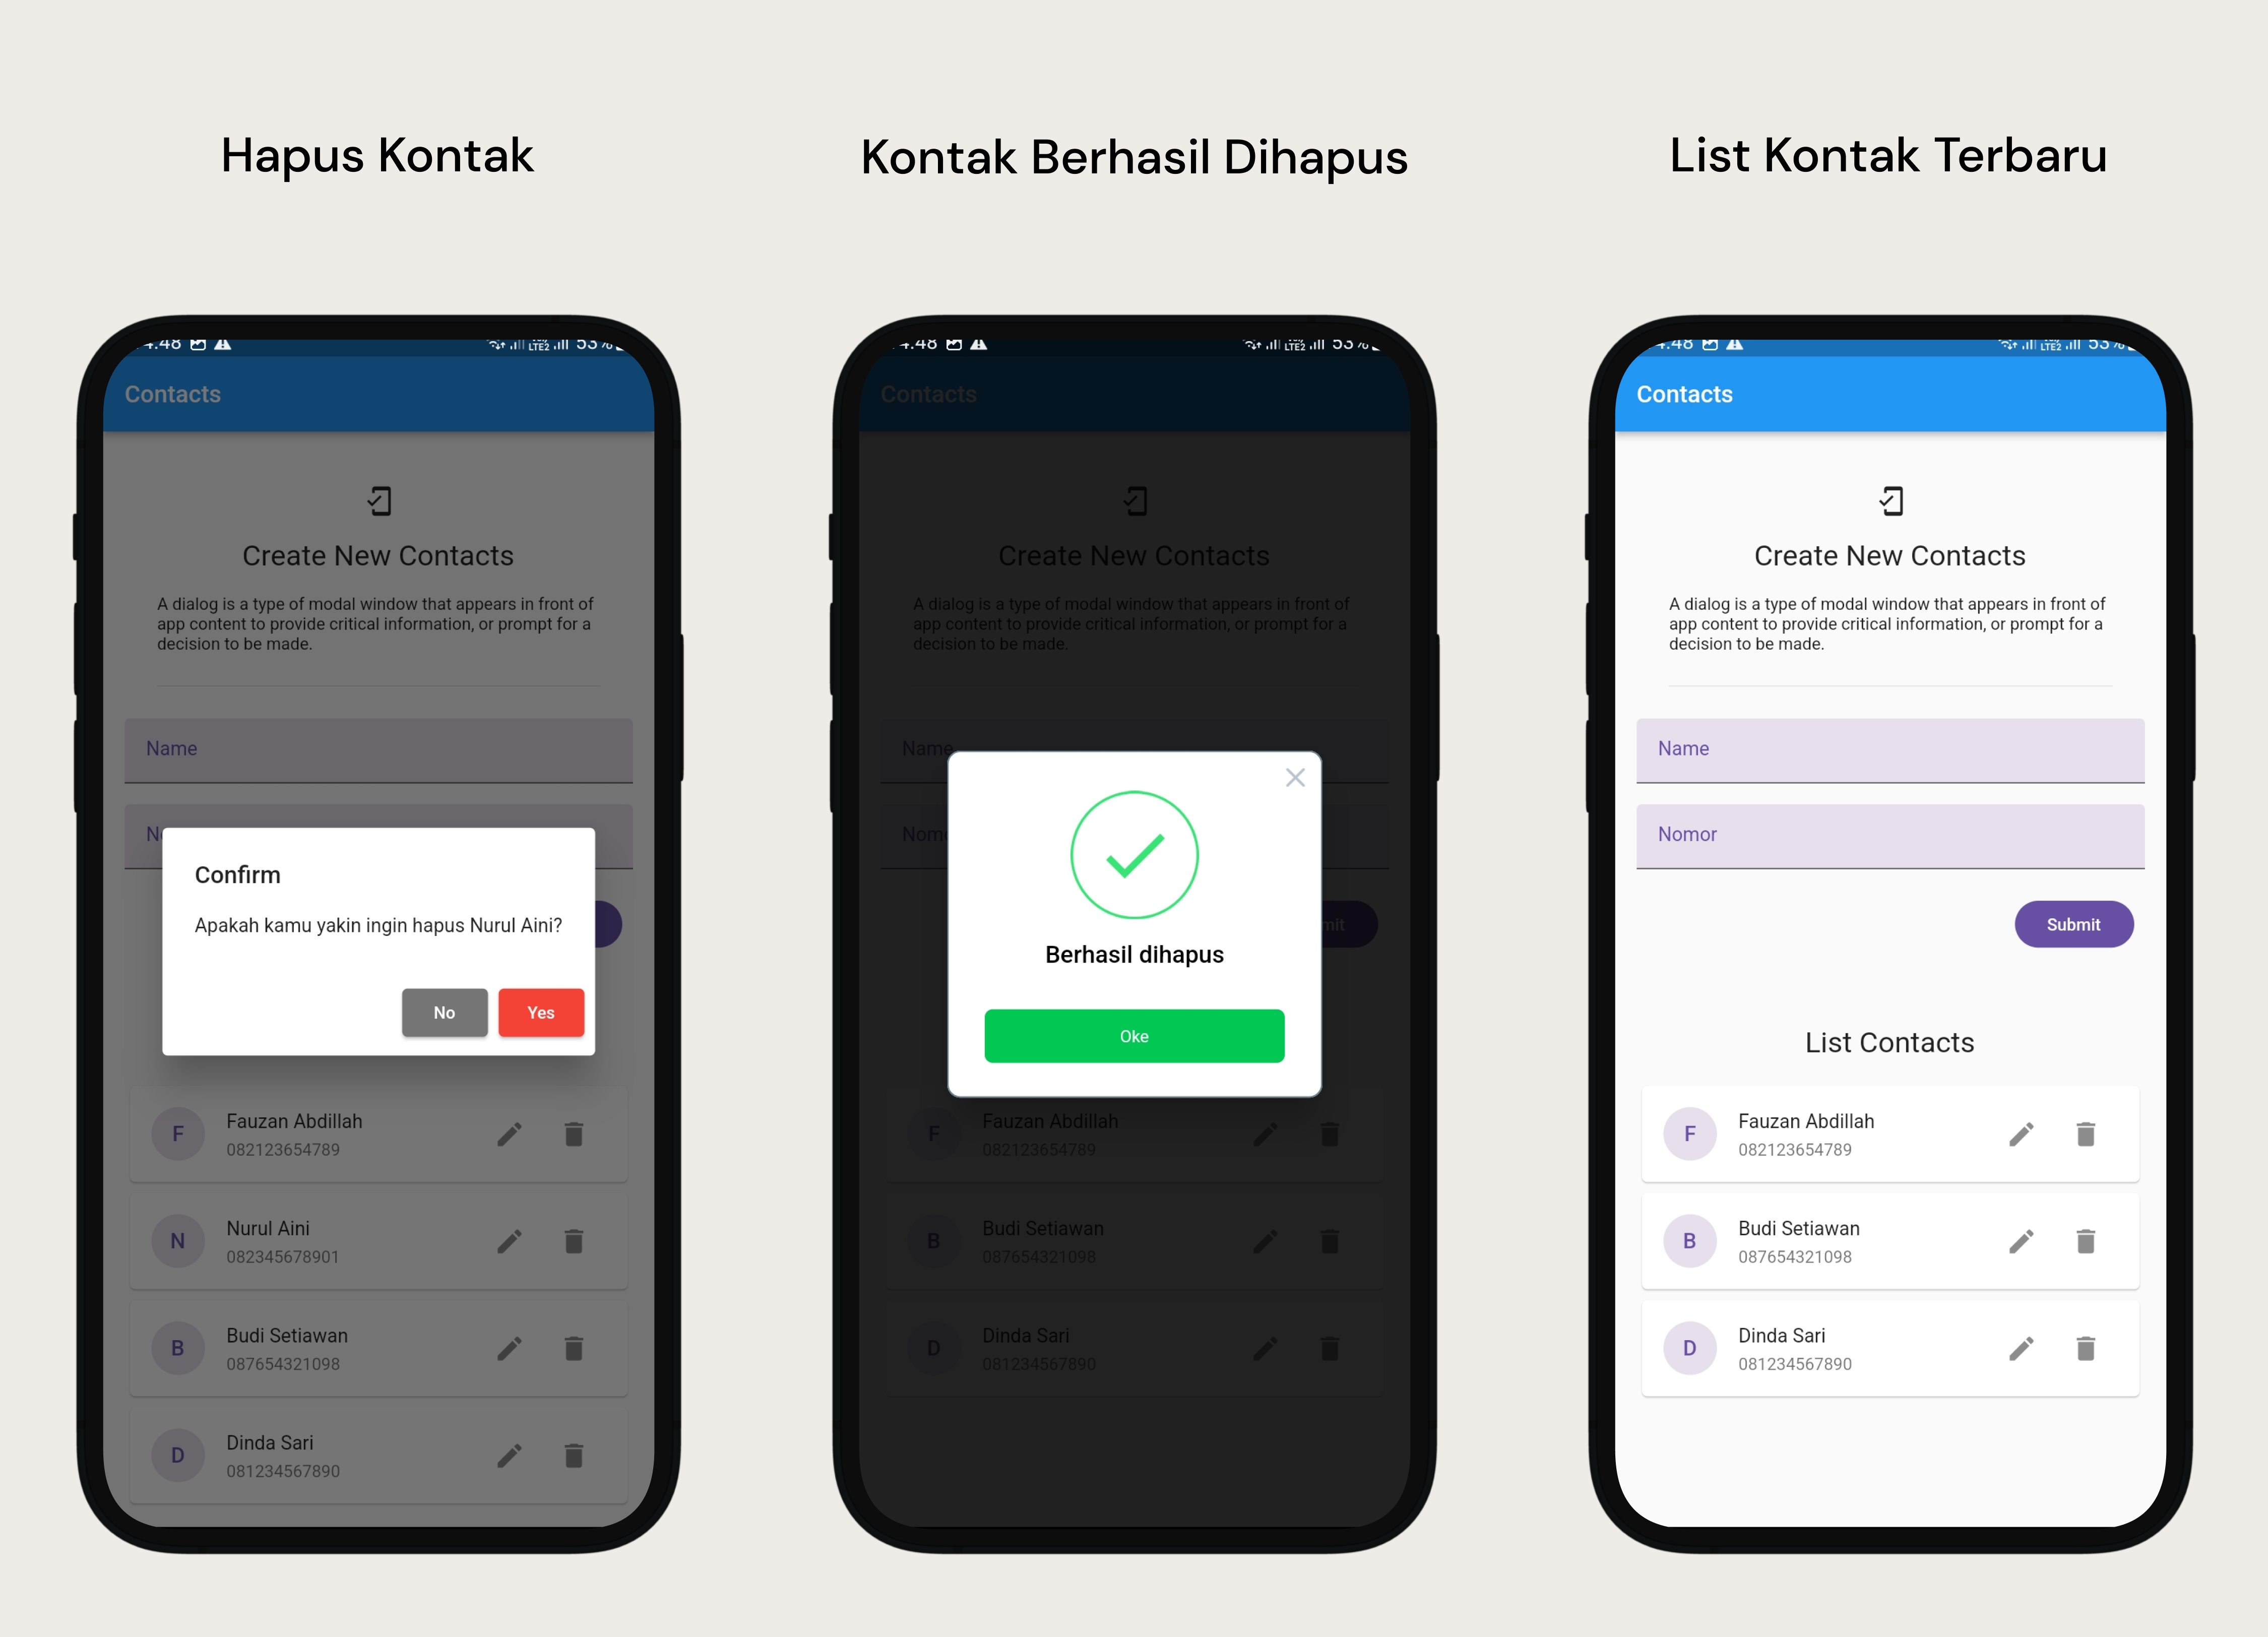 Hapus Kontak
Kontak Berhasil Dihapus
List Kontak Terbaru
4.48
LTE2
53%
Contacts
Create New Contacts
A dialog is a type of modal window that appears in front of
app content to provide critical information, or prompt for a
decision to be made.
Name
Confirm
Apakah kamu yakin ingin hapus Nurul Aini?
No
Yes
F
Fauzan Abdillah
082123654789
N
Nurul Aini
082345678901
B
Budi Setiawan
087654321098
D
Dinda Sari
081234567890
4.48
LTE2
53%
Contacts
Create New Contacts
A dialog is a type of modal window that appears in front of
app content to provide critical information, or prompt for a
decision to be made.
Name
Berhasil dihapus
Oke
F
Fauzan Abdillah
082123654789
B
Budi Setiawan
087654321098
D
Dinda Sari
081234567890
4.48
LTE2
53%
Contacts
Create New Contacts
A dialog is a type of modal window that appears in front of
app content to provide critical information, or prompt for a
decision to be made.
Name
Nomor
Submit
List Contacts
F
Fauzan Abdillah
082123654789
B
Budi Setiawan
087654321098
D
Dinda Sari
081234567890